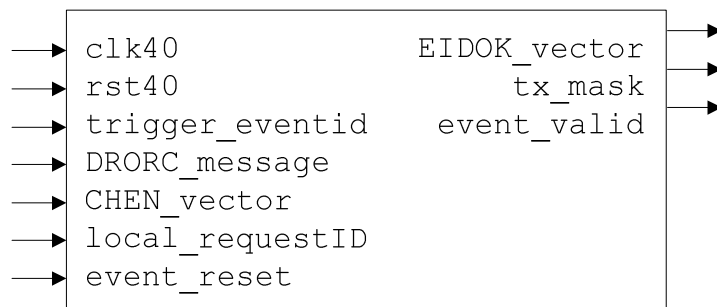 clk40 EIDOK_vector
rst40 tx_mask
trigger_eventid event_valid
DRORC_message
CHEN_vector
local_requestID
event_reset